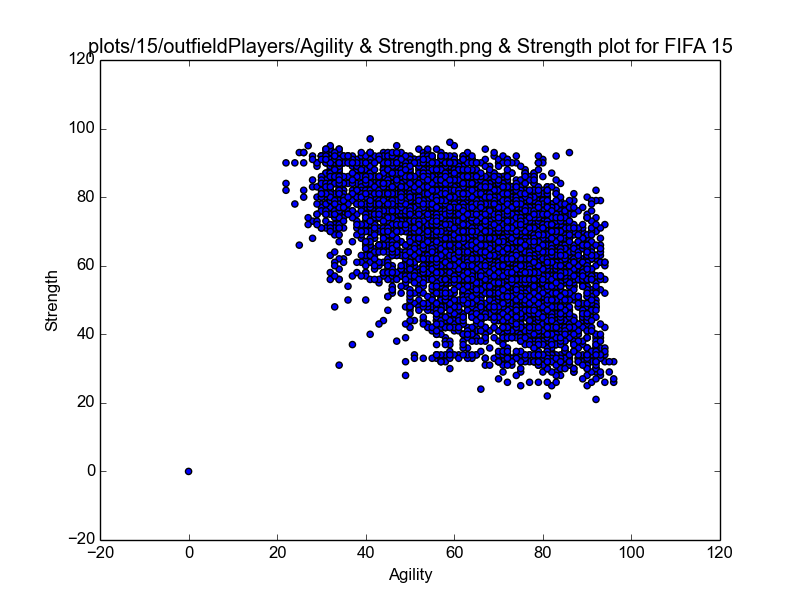 plots/15/outfieldPlayers/Agility & Strength.png & Strength plot for FIFA 15
120
100
80
60
40
20
0
−20
Strength
−20 0 20 40 60 80 100 120
Agility